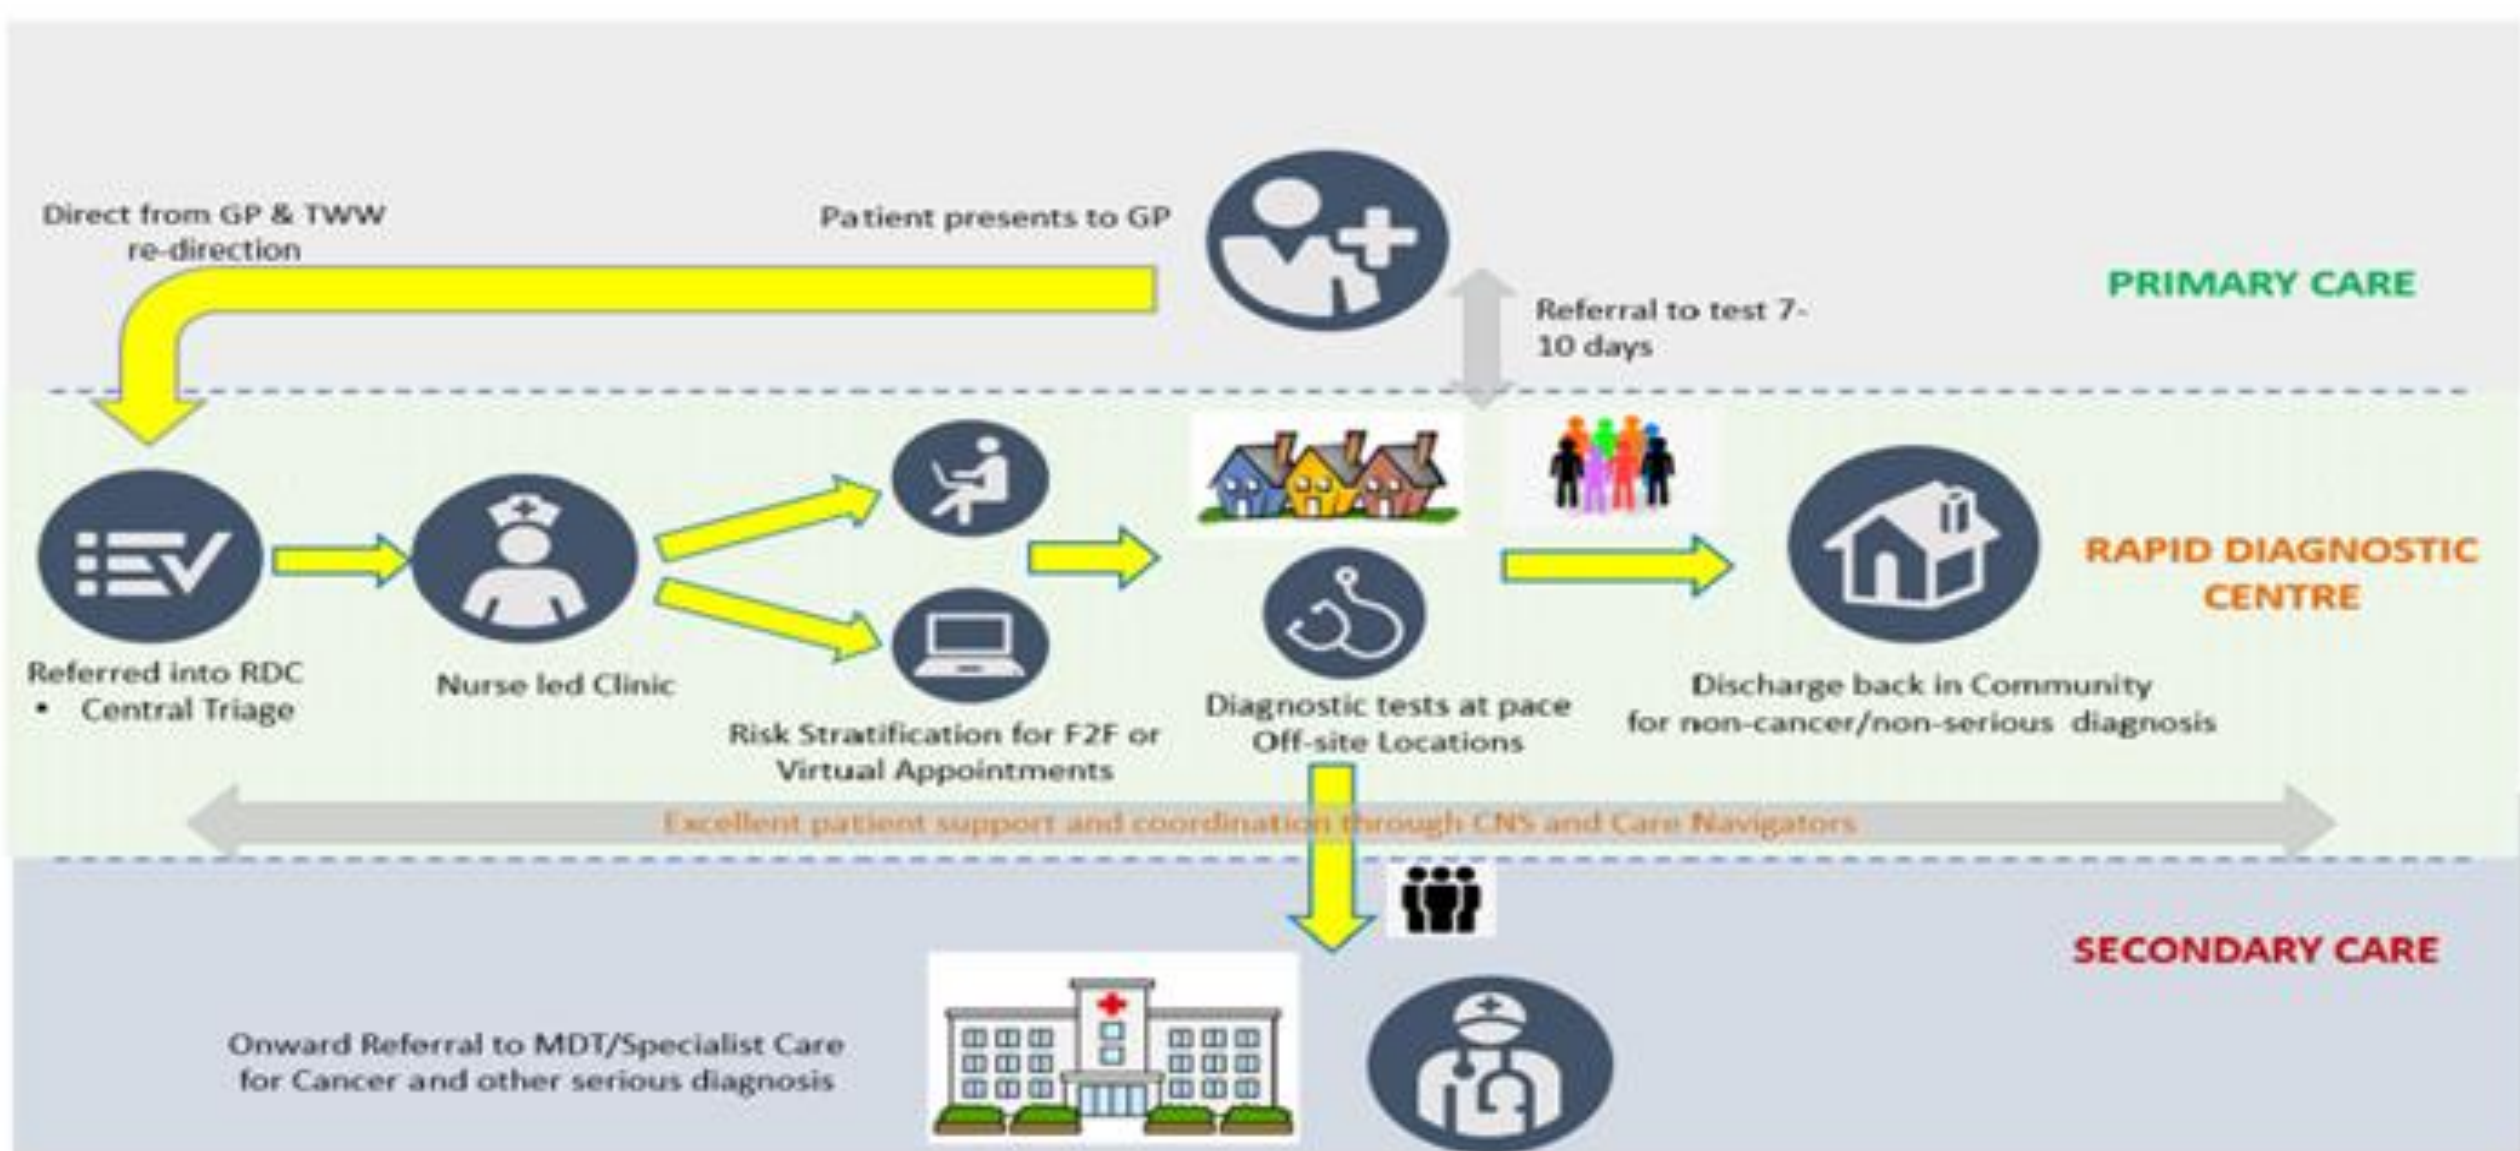 Direct from GP & TWW
re-direction
Patient presents to GP
PRIMARY CARE
Referral to test 7-
10 days
RAPID DIAGNOSTIC
CENTRE
Referred into RDC
• Central Triage
Nurse led Clinic
Risk Stratification for F2F or
Virtual Appointments
Diagnostic tests at pace
Off-site Locations
Discharge back in Community
for non-cancer/non-serious diagnosis
Excellent patient support and coordination through CNS and Care Navigators
SECONDARY CARE
Onward Referral to MDT/Specialist Care
for Cancer and other serious diagnosis